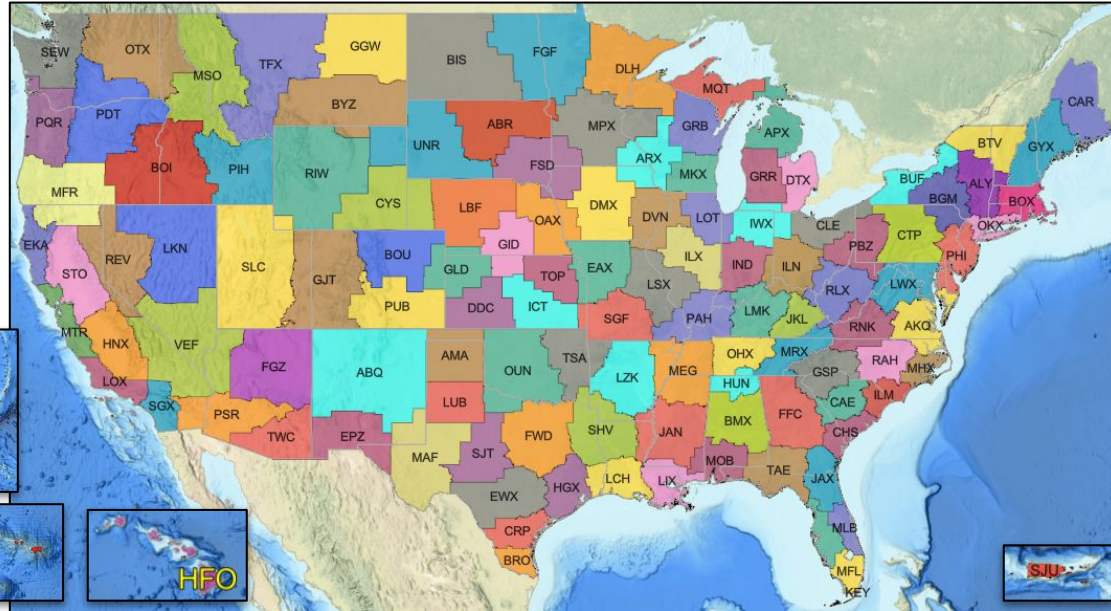 SEW
OTX
MSO
TFX
GGW
BIS
FGF
DLH
MQT
CAR
PQR
PDT
BYZ
ABR
MPX
GRB
APX
BTV
GYX
BOI
PIH
RIW
UNR
FSD
ARX
MKX
GRR
DTX
BUF
ALY
BOX
MFR
CYS
LBF
OAX
DMX
DVN
LOT
IWX
CLE
BGM
OKX
EKA
STO
REV
LKN
SLC
GJT
BOU
GLD
GID
TOP
EAX
LSX
ILX
IND
ILN
PBZ
CTP
PHI
MTR
HNX
VEF
PUB
DDC
ICT
SGF
PAH
LMK
JKL
RLX
LWX
RNK
AKQ
LOX
SGX
PSR
FGZ
ABQ
AMA
OUN
TSA
LZK
MEG
OHX
HUN
MRX
GSP
RAH
MHX
TWC
EPZ
LUB
MAF
SJT
FWD
SHV
JAN
BMX
FFC
CAE
ILM
CHS
EWX
HGX
LCH
LIX
MOB
TAE
JAX
CRP
BRO
MLB
MFL
KEY
HFO
SJU